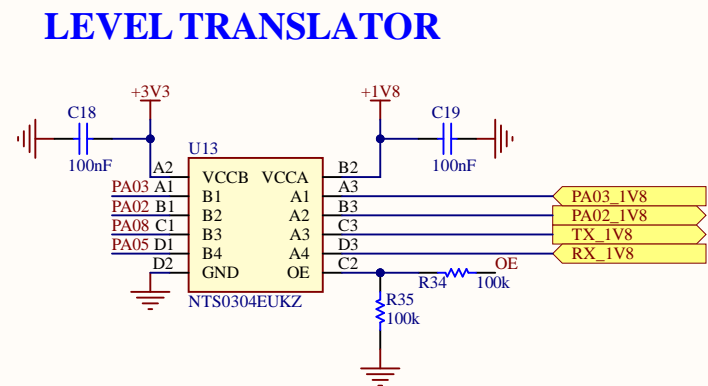 LEVEL TRANSLATOR
+3V3
+1V8
C18
C19
100nF
100nF
U13
A2 VCCB VCCA B2
PA03 A1 B1 A1 A3 PA03_1V8
PA02 B1 B2 A2 B3 PA02_1V8
PA08 C1 B3 A3 C3 TX_1V8
PA05 D1 B4 A4 D3 RX_1V8
D2 GND OE C2 OE
R34 100k
NTS0304EUKZ
R35
100k